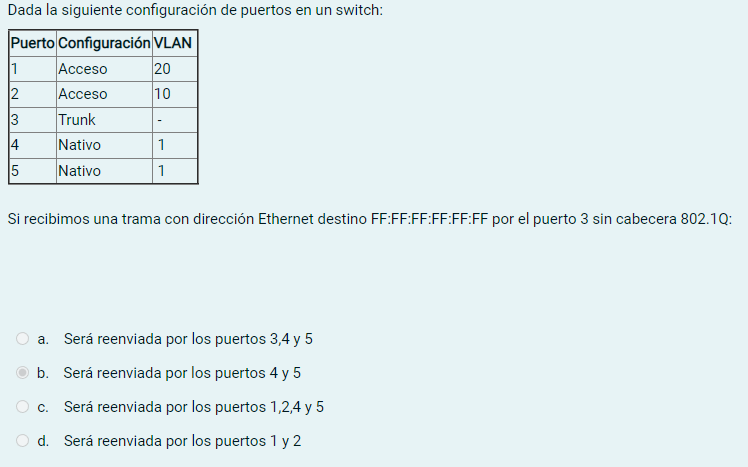 Dada la siguiente configuración de puertos en un switch:
Puerto Configuración VLAN
1 Acceso 20
2 Acceso 10
3 Trunk -
4 Nativo 1
5 Nativo 1
Si recibimos una trama con dirección Ethernet destino FF:FF:FF:FF:FF:FF por el puerto 3 sin cabecera 802.1Q:
a. Será reenviada por los puertos 3,4 y 5
b. Será reenviada por los puertos 4 y 5
c. Será reenviada por los puertos 1,2,4 y 5
d. Será reenviada por los puertos 1 y 2